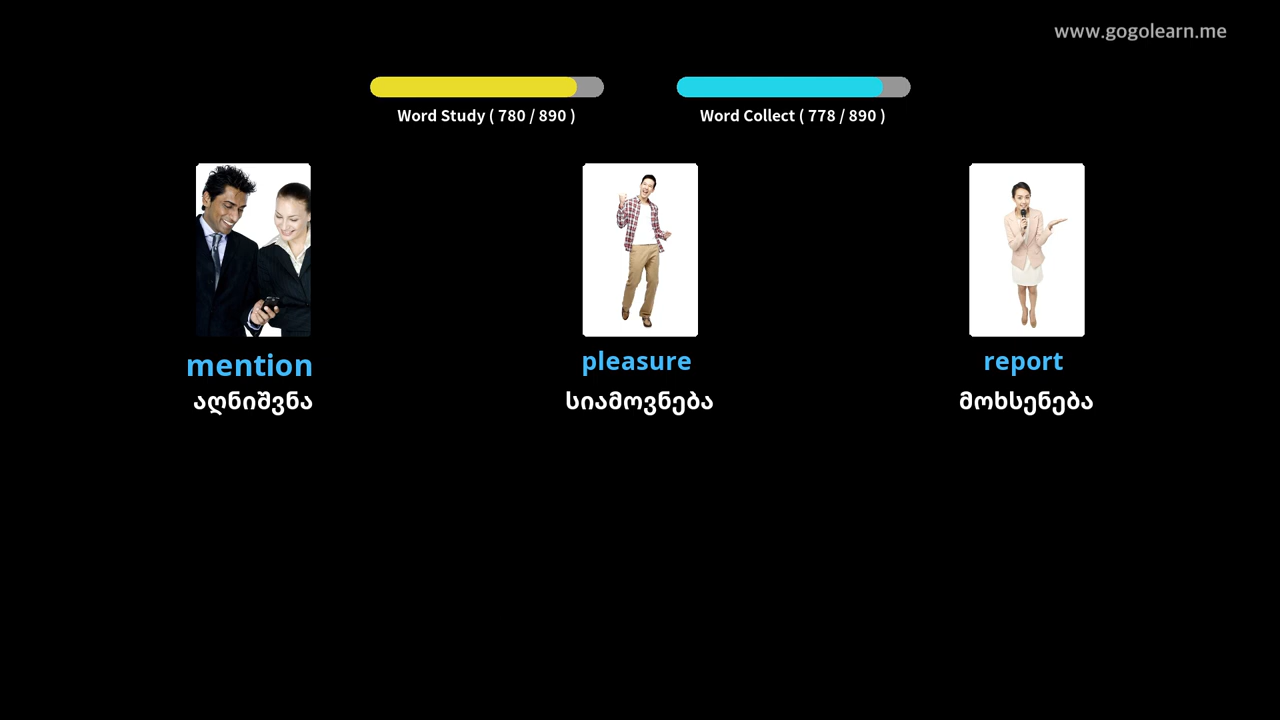 www.gogolearn.me
Word Study ( 780 / 890 )
Word Collect ( 778 / 890 )
mention
აღნიშვნა
pleasure
სიამოვნება
report
მოხსენება